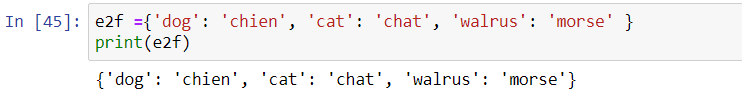 In [45]: e2f ={'dog': 'chien', 'cat': 'chat', 'walrus': 'morse' }
print(e2f)
{'dog': 'chien', 'cat': 'chat', 'walrus': 'morse'}